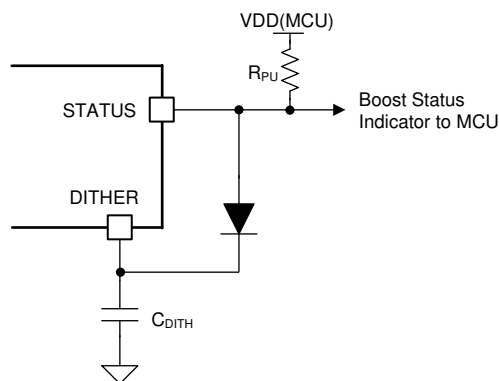 VDD(MCU)
RPU
STATUS
Boost Status
Indicator to MCU
DITHER
CDITH